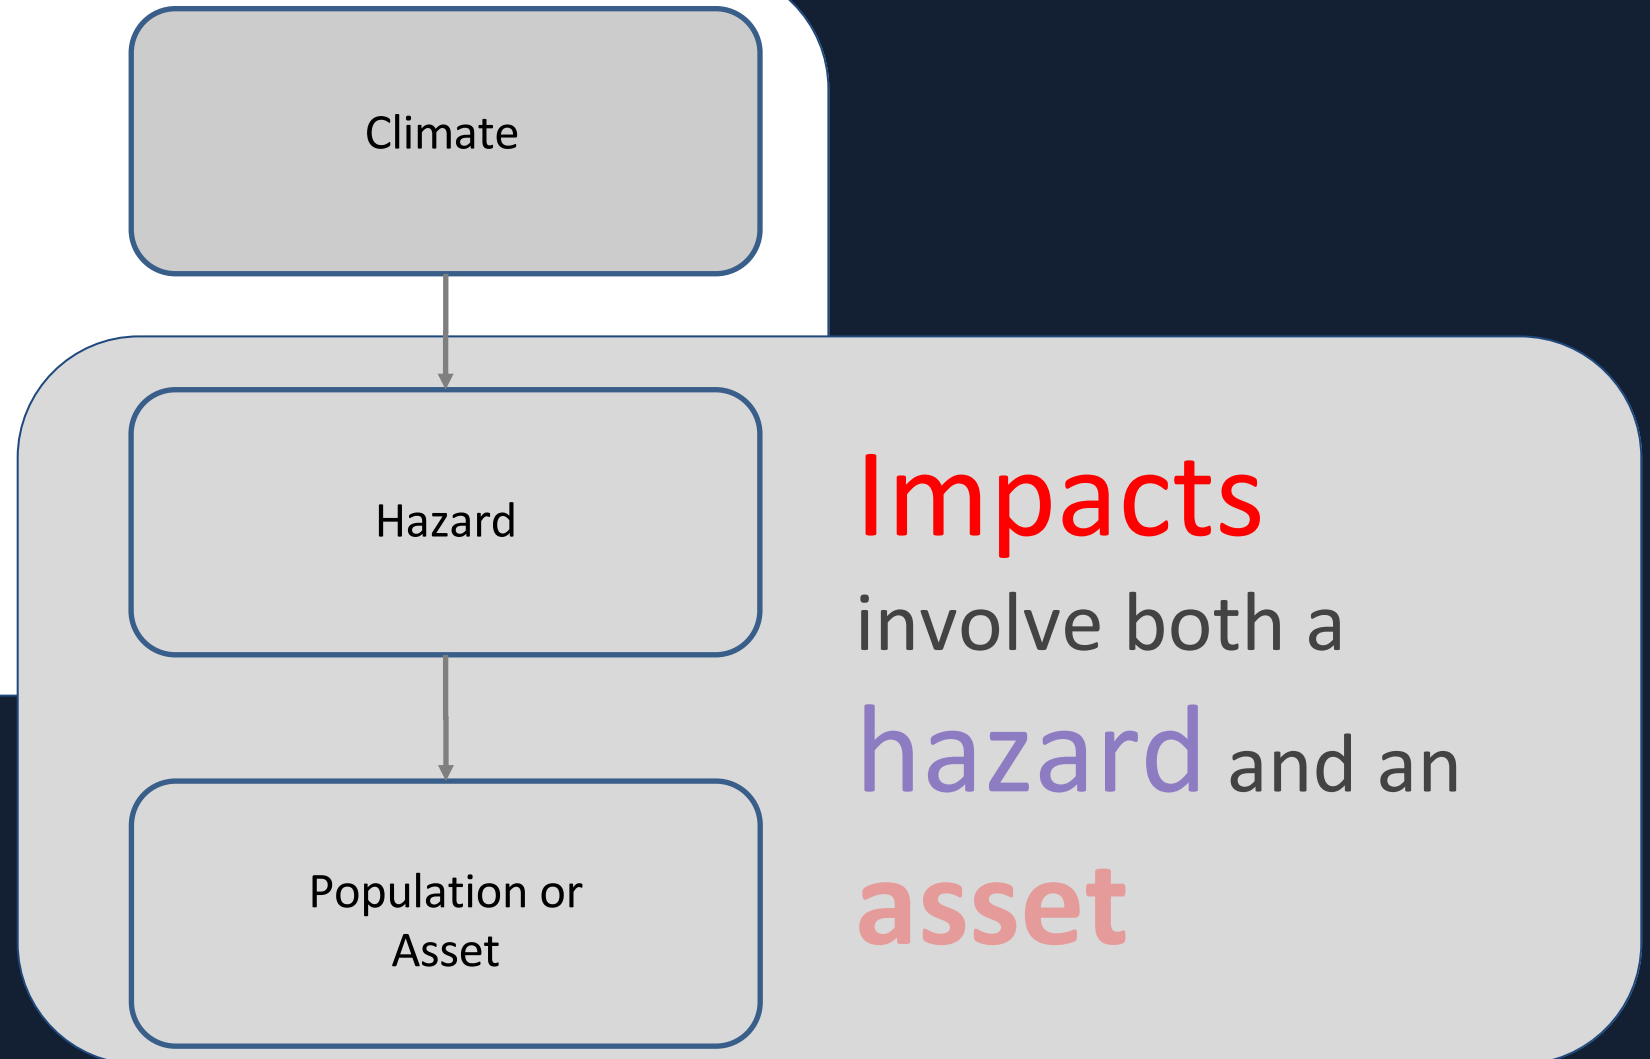 Climate
Hazard
Population or
Asset
Impacts
involve both a
hazard and an
asset